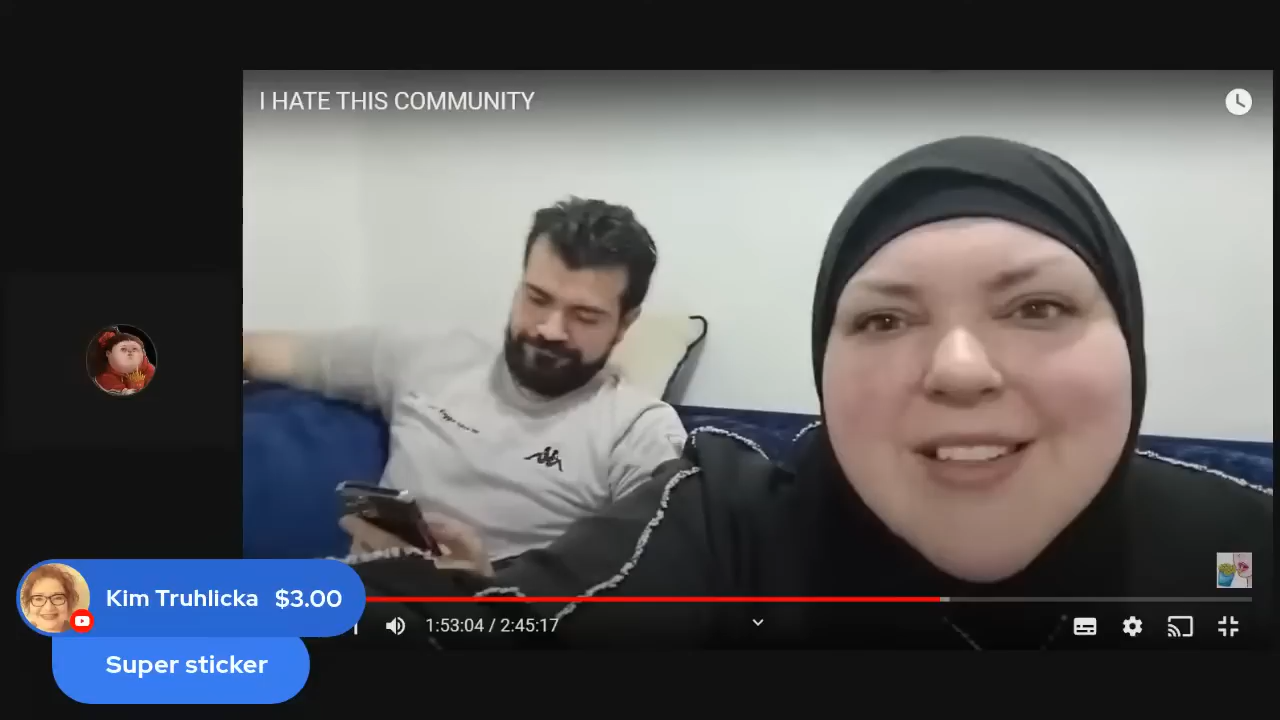 I HATE THIS COMMUNITY
Kim Truhlicka $3.00
1:53:04 / 2:45:17
Super sticker